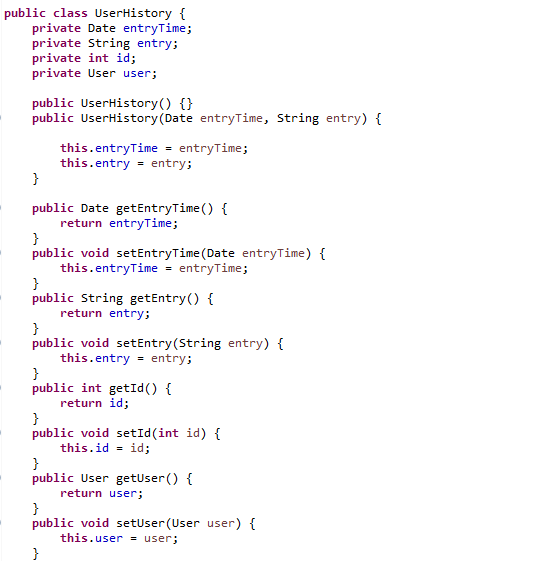 public class UserHistory {
    private Date entryTime;
    private String entry;
    private int id;
    private User user;

    public UserHistory() {}
    public UserHistory(Date entryTime, String entry) {

        this.entryTime = entryTime;
        this.entry = entry;
    }

    public Date getEntryTime() {
        return entryTime;
    }
    public void setEntryTime(Date entryTime) {
        this.entryTime = entryTime;
    }
    public String getEntry() {
        return entry;
    }
    public void setEntry(String entry) {
        this.entry = entry;
    }
    public int getId() {
        return id;
    }
    public void setId(int id) {
        this.id = id;
    }
    public User getUser() {
        return user;
    }
    public void setUser(User user) {
        this.user = user;
    }